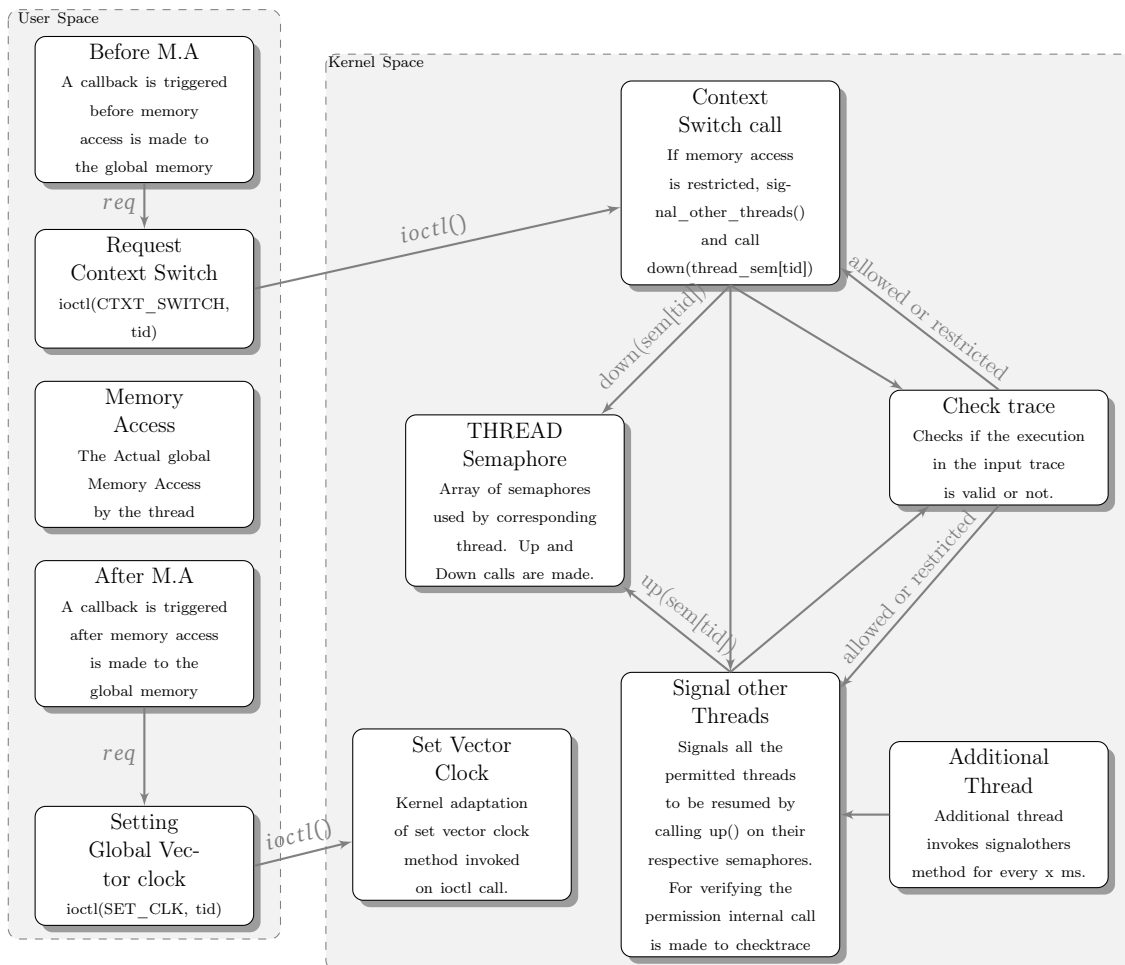 User Space
Before M.A
A callback is triggered
before memory
access is made to
the global memory
req
Request
Context Switch
ioctl(CTXT_SWITCH,
tid)
Memory
Access
The Actual global
Memory Access
by the thread
After M.A
A callback is triggered
after memory access
is made to the
global memory
req
Setting
Global Vec-
tor clock
ioctl(SET_CLK, tid)
ioctl()
ioctl()
Kernel Space
Context
Switch call
If memory access
is restricted, sig-
nal_other_threads()
and call
down(thread_sem[tid])
down(sem[tid])
allowed or restricted
THREAD
Semaphore
Array of semaphores
used by corresponding
thread. Up and
Down calls are made.
Check trace
Checks if the execution
in the input trace
is valid or not.
up(sem[tid])
allowed or restricted
Set Vector
Clock
Kernel adaptation
of set vector clock
method invoked
on ioctl call.
Signal other
Threads
Signals all the
permitted threads
to be resumed by
calling up() on their
respective semaphores.
For verifying the
permission internal call
is made to checktrace
Additional
Thread
Additional thread
invokes signalothers
method for every x ms.